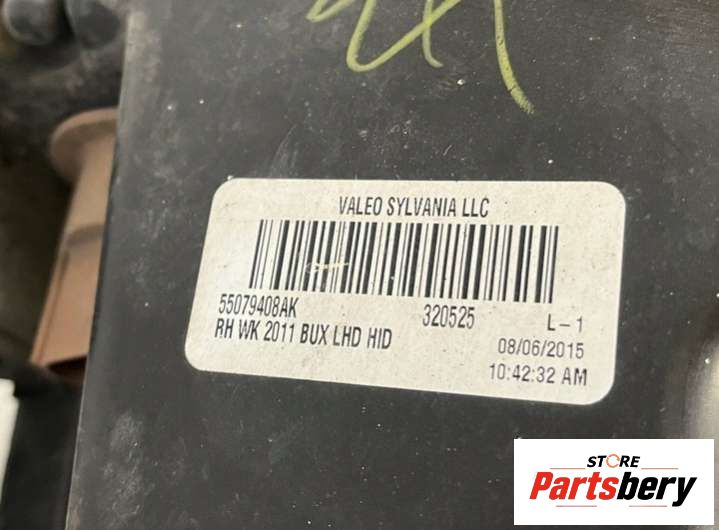 VALEO SYLVANIA LLC
55079408AK 320525 L-1
RH WK 2011 BUX LHD HID 08/06/2015
10:42:32 AM
STORE
Partsbery